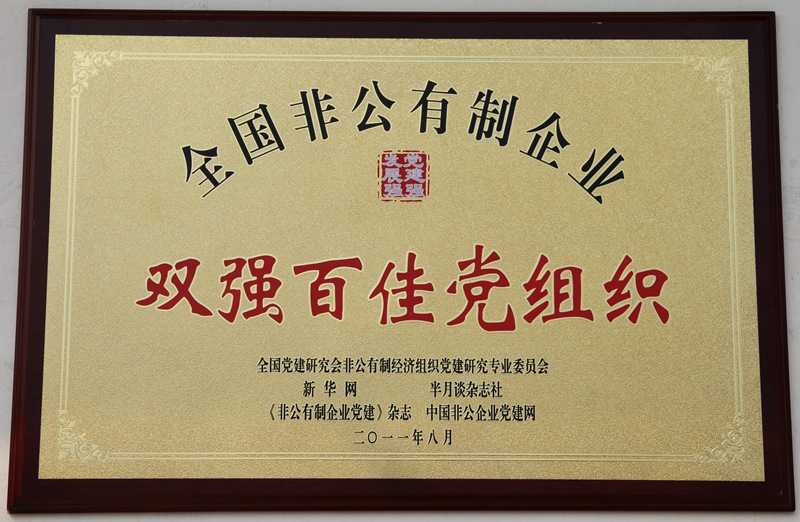 全国非公有制企业
党建强
发展强
双强百佳党组织
全国党建研究会非公有制经济组织党建研究专业委员会
新华网 半月谈杂志社
《非公有制企业党建》杂志 中国非公企业党建网
二〇一一年八月